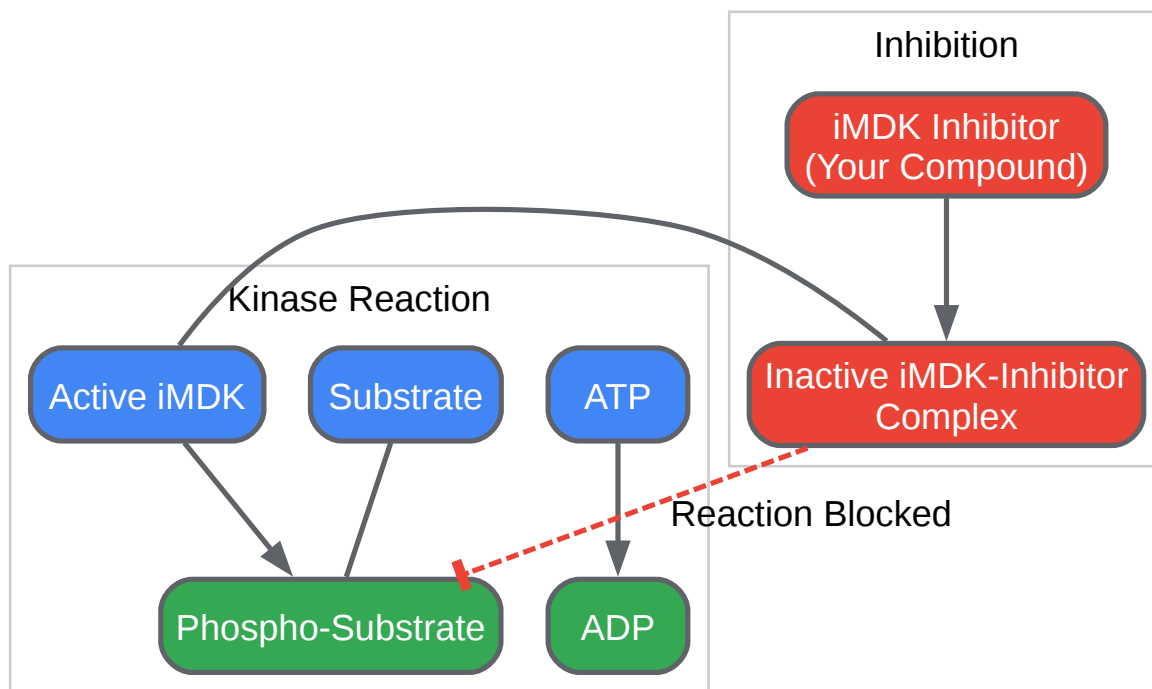 Inhibition
iMDK Inhibitor
(Your Compound)
Kinase Reaction
Active iMDK
Substrate
ATP
Inactive iMDK-Inhibitor
Complex
Reaction Blocked
Phospho-Substrate
ADP